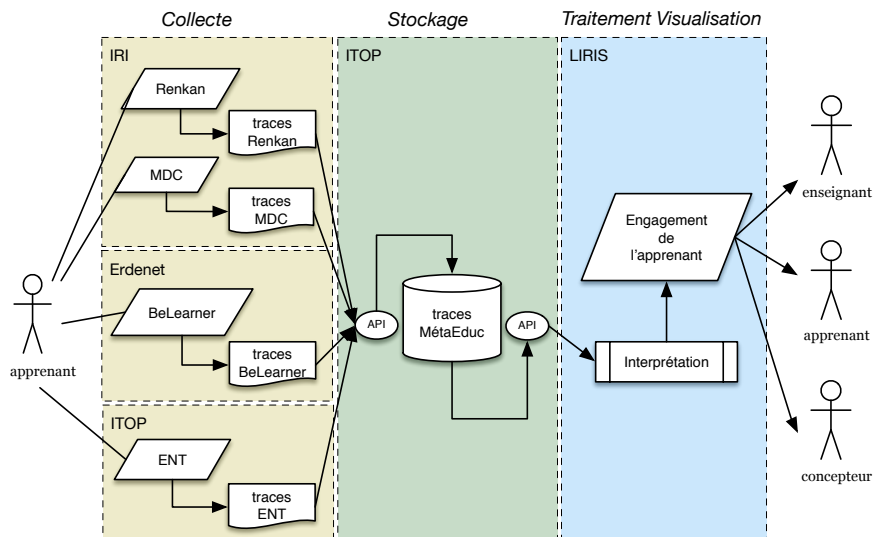 Collecte
Stockage
Traitement Visualisation
IRI
ITOP
LIRIS
Renkan
traces
Renkan
MDC
traces
MDC
Erdenet
BeLearner
traces
BeLearner
ITOP
ENT
traces
ENT
apprenant
API
traces
MétaEduc
API
Engagement
de
l'apprenant
Interprétation
enseignant
apprenant
concepteur